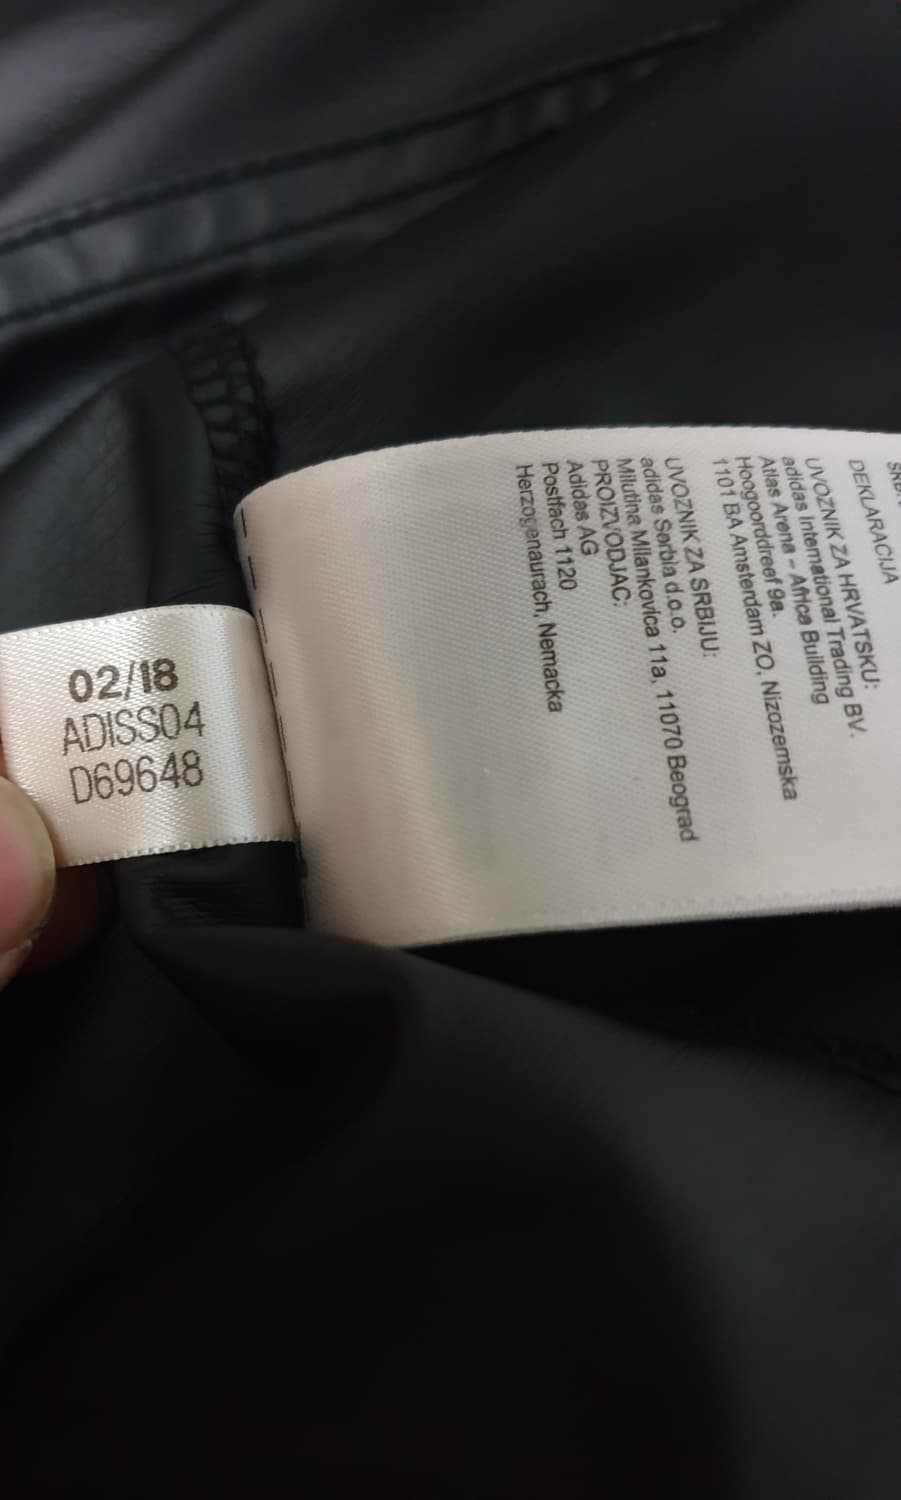 02/18
ADISS04
D69648
DEKLARACIJA
UVOZNIK ZA HRVATSKU:
adidas International Trading BV.
Atlas Arena - Africa Building
Hoogoorddreef 9a.
1101 BA Amsterdam ZO, Nizozemska
UVOZNIK ZA SRBIJU:
adidas Serbia d.o.o.
Milutina Milankovica 11a, 11070 Beograd
PROIZVODJAC:
Adidas AG
Postfach 1120
Herzogenaurach, Nemacka